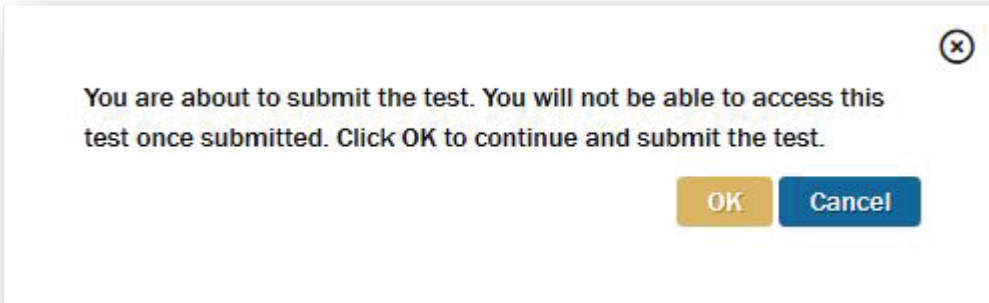 You are about to submit the test. You will not be able to access this
test once submitted. Click OK to continue and submit the test.
OK Cancel